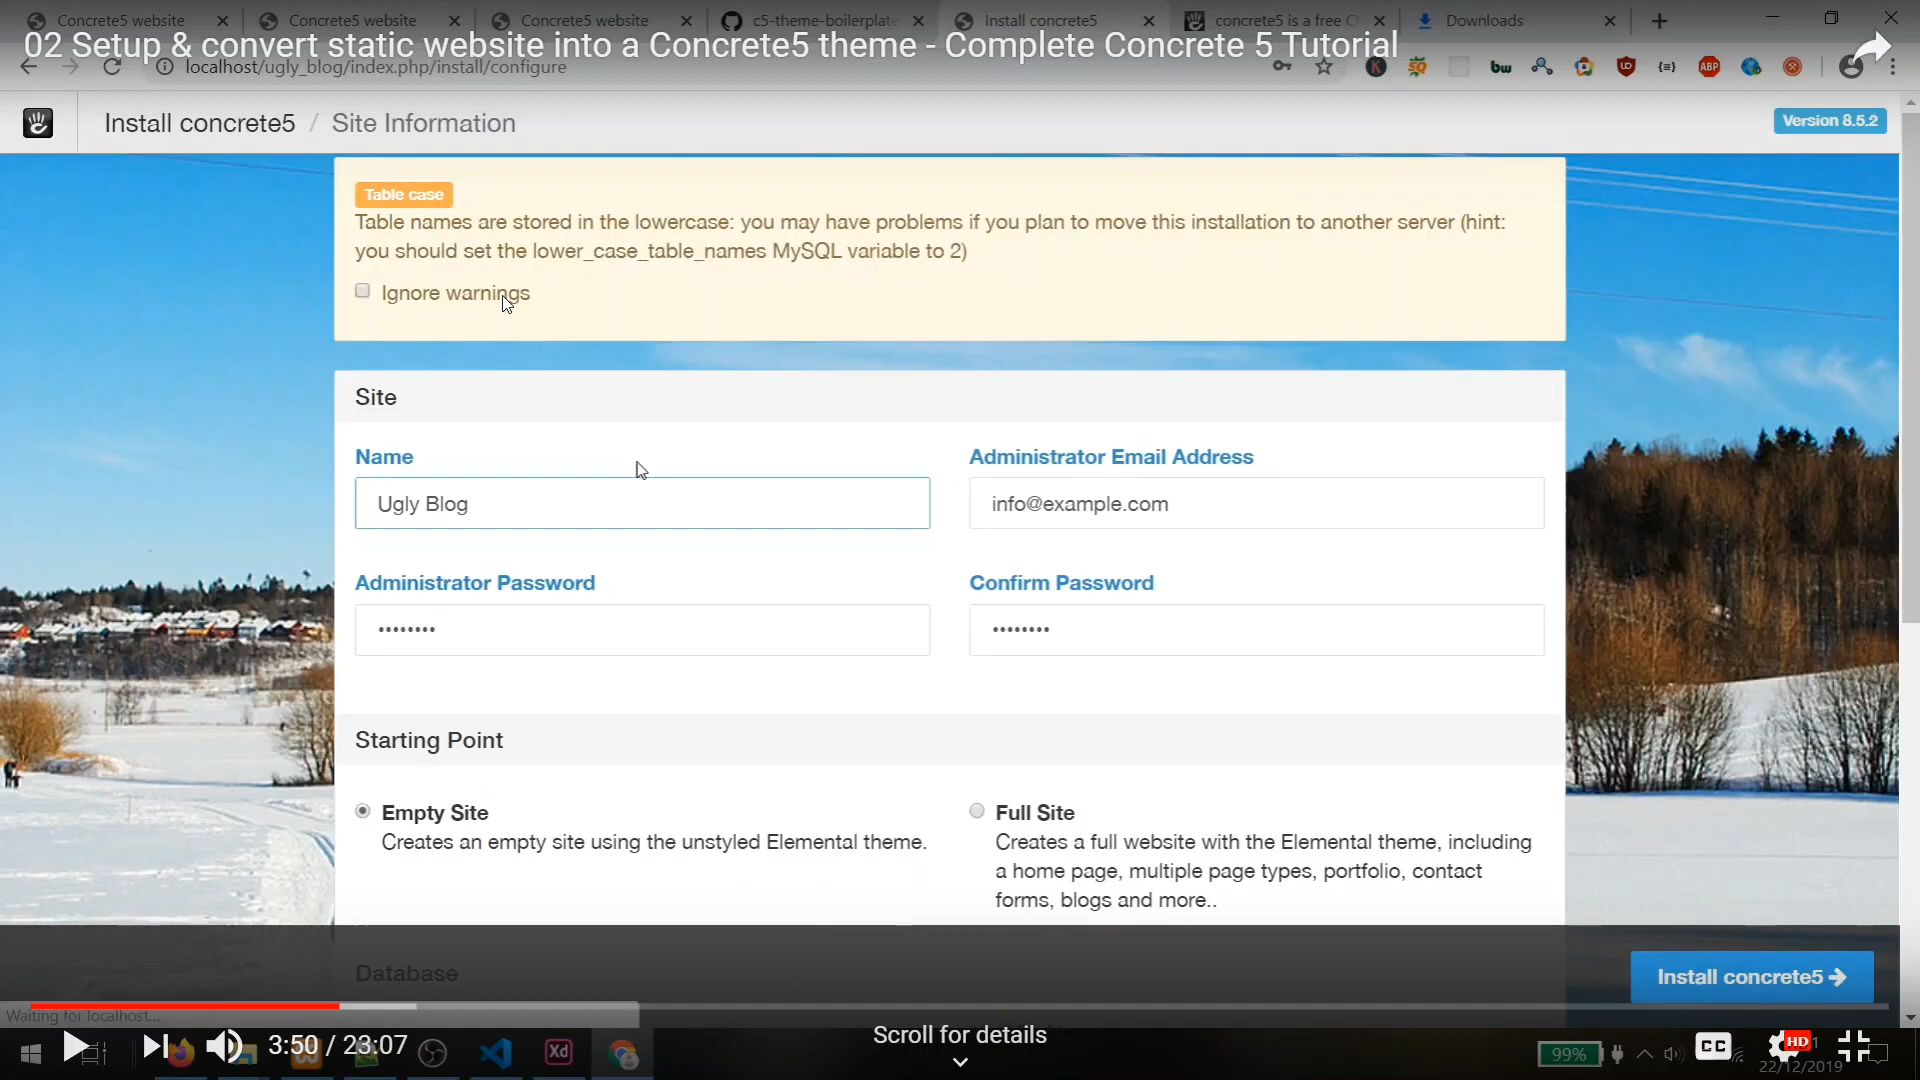 Concrete5 website
Concrete5 website
Concrete5 website
c5-theme-boilerplate
Install concrete5
concrete5 is a free C
Downloads
02 Setup & convert static website into a Concrete5 theme - Complete Concrete 5 Tutorial
localhost/ugly_blog/index.php/install/configure
Install concrete5 / Site Information
Version 8.5.2
Table case
Table names are stored in the lowercase: you may have problems if you plan to move this installation to another server (hint:
you should set the lower_case_table_names MySQL variable to 2)
Ignore warnings
Site
Name
Administrator Email Address
Ugly Blog
info@example.com
Administrator Password
Confirm Password
Starting Point
Empty Site
Creates an empty site using the unstyled Elemental theme.
Full Site
Creates a full website with the Elemental theme, including
a home page, multiple page types, portfolio, contact
forms, blogs and more..
Database
Install concrete5
Waiting for localhost...
3:50 / 23:07
Scroll for details
Xd
99%
CC
HD
22/12/2019